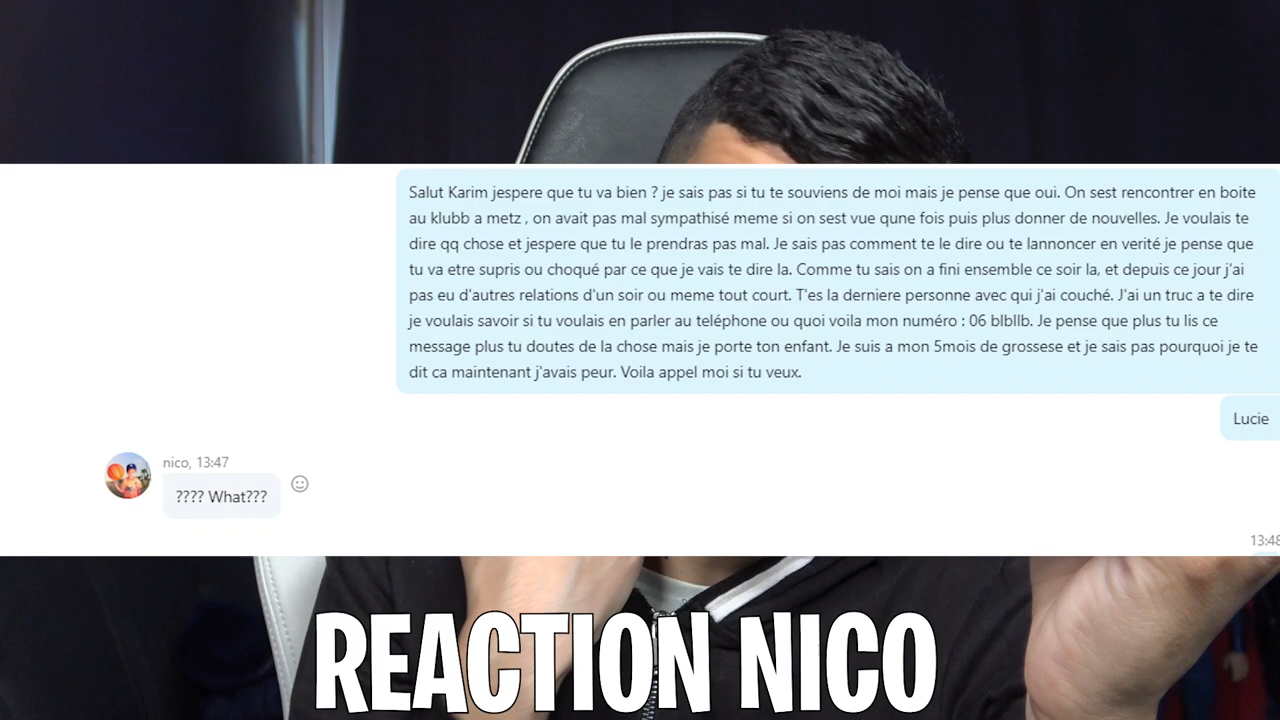 Salut Karim jespere que tu va bien ? je sais pas si tu te souviens de moi mais je pense que oui. On sest rencontrer en boite
au klubb a metz , on avait pas mal sympathisé meme si on sest vue qune fois puis plus donner de nouvelles. Je voulais te
dire qq chose et jespere que tu le prendras pas mal. Je sais pas comment te le dire ou te lannoncer en verité je pense que
tu va etre supris ou choqué par ce que je vais te dire la. Comme tu sais on a fini ensemble ce soir la, et depuis ce jour j'ai
pas eu d'autres relations d'un soir ou meme tout court. T'es la derniere personne avec qui j'ai couché. J'ai un truc a te dire
je voulais savoir si tu voulais en parler au teléphone ou quoi voila mon numéro : 06 blbllb. Je pense que plus tu lis ce
message plus tu doutes de la chose mais je porte ton enfant. Je suis a mon 5mois de grossese et je sais pas pourquoi je te
dit ca maintenant j'avais peur. Voila appel moi si tu veux.
Lucie
nico, 13:47
???? What???
13:48
REACTION NICO